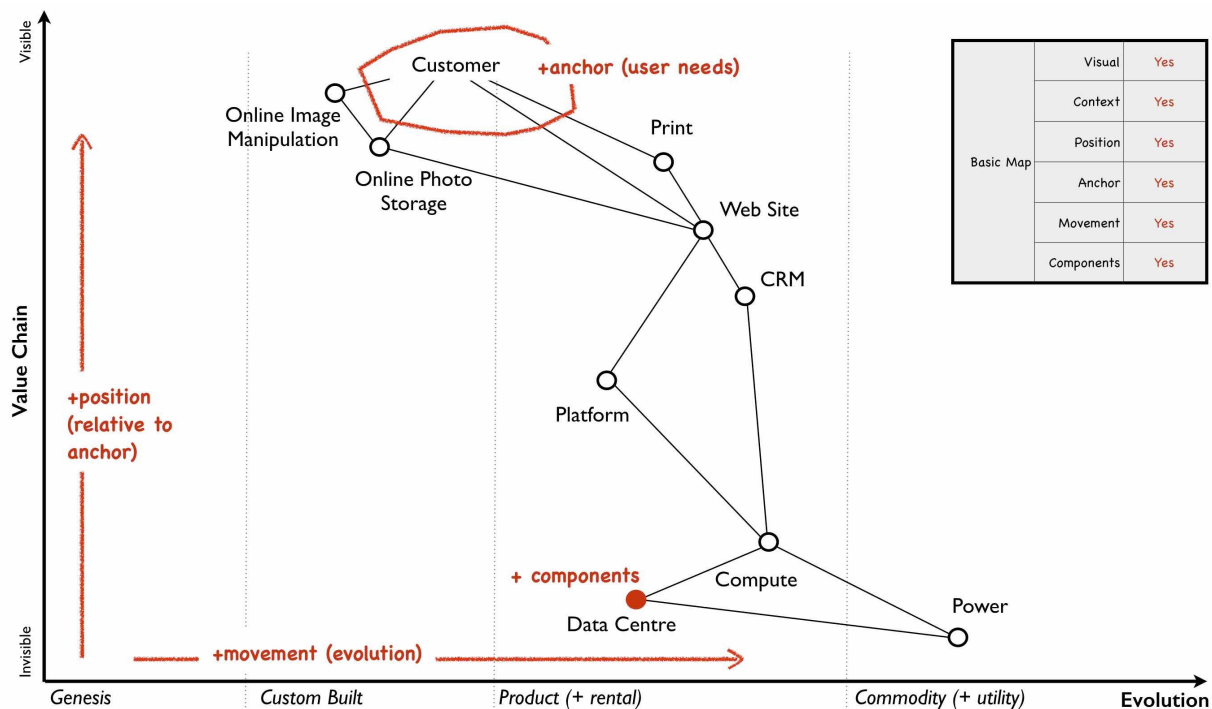 Visible
Customer
+anchor (user needs)
Online Image
Manipulation
Print
Online Photo
Storage
Web Site
CRM
Value Chain
+position
(relative to
anchor)
Platform
+ components
Compute
Data Centre
Power
Invisible
+movement (evolution)
Genesis
Custom Built
Product (+ rental)
Commodity (+ utility)
Evolution
Basic Map
Visual Yes
Context Yes
Position Yes
Anchor Yes
Movement Yes
Components Yes